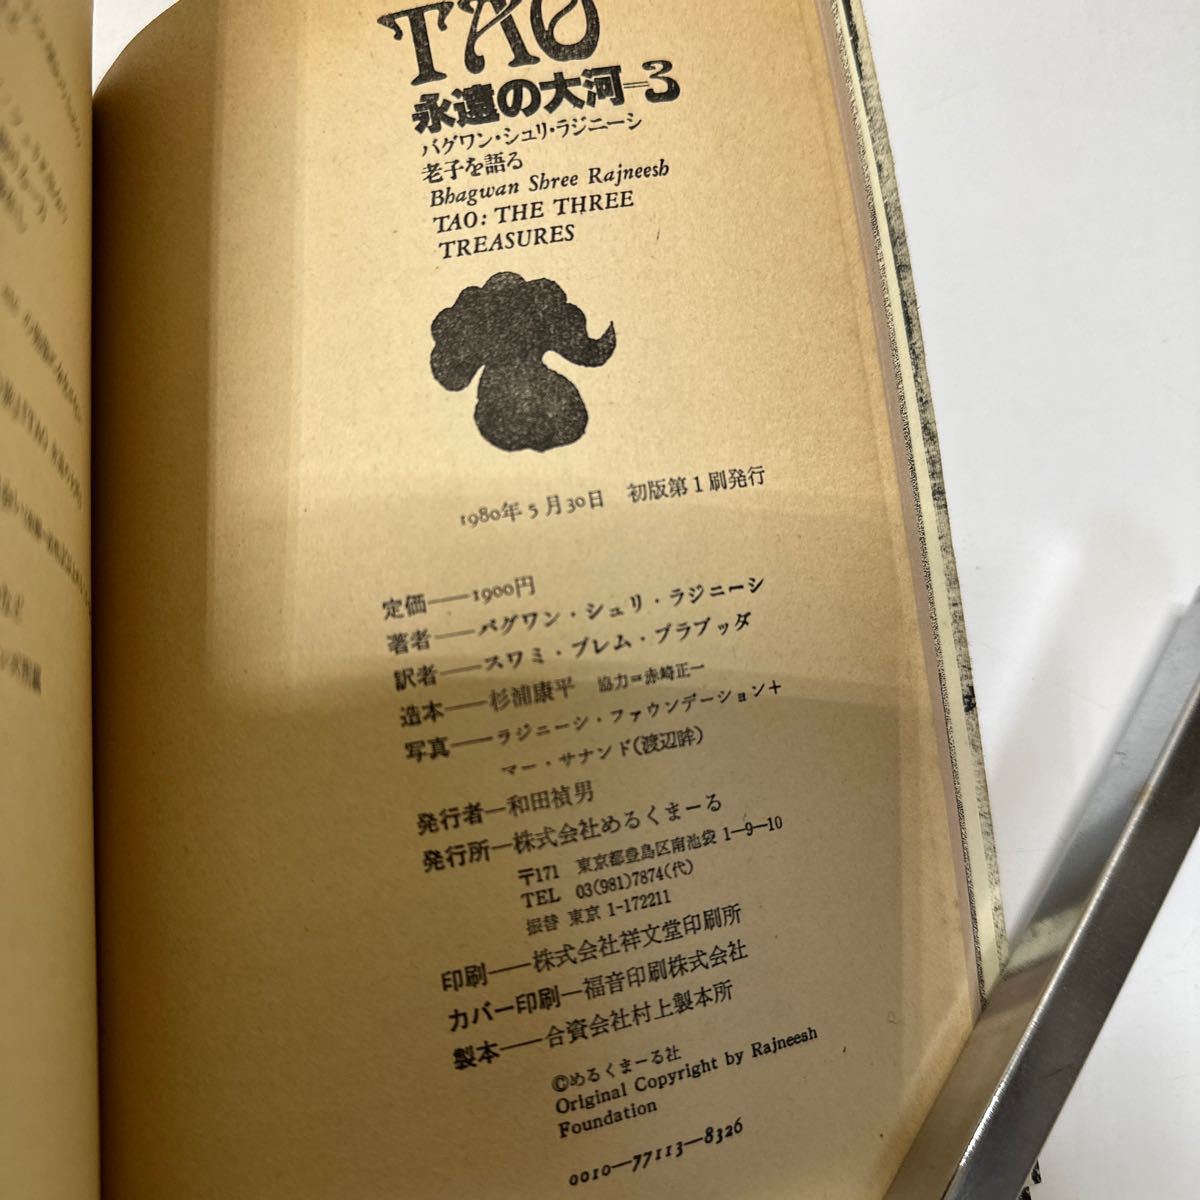 TAO
永遠の大河=3
バグワン・シュリ・ラジニーシ
老子を語る
Bhagwan Shree Rajneesh
TAO: THE THREE
TREASURES
1980年5月30日　初版第1刷発行
定価——1900円
著者——バグワン・シュリ・ラジニーシ
訳者——スワミ・プレム・プラブッダ
造本——杉浦康平　協力=赤崎正一
写真——ラジニーシ・ファウンデーション+
マー・サナンド(渡辺眸)
発行者—和田禎男
発行所—株式会社めるくまーる
〒171　東京都豊島区南池袋 1—9—10
TEL　03(981)7874(代)
振替 東京 1-172211
印刷——株式会社祥文堂印刷所
カバー印刷—福音印刷株式会社
製本——合資会社村上製本所
©めるくまーる社
Original Copyright by Rajneesh
Foundation
0010—77113—8326